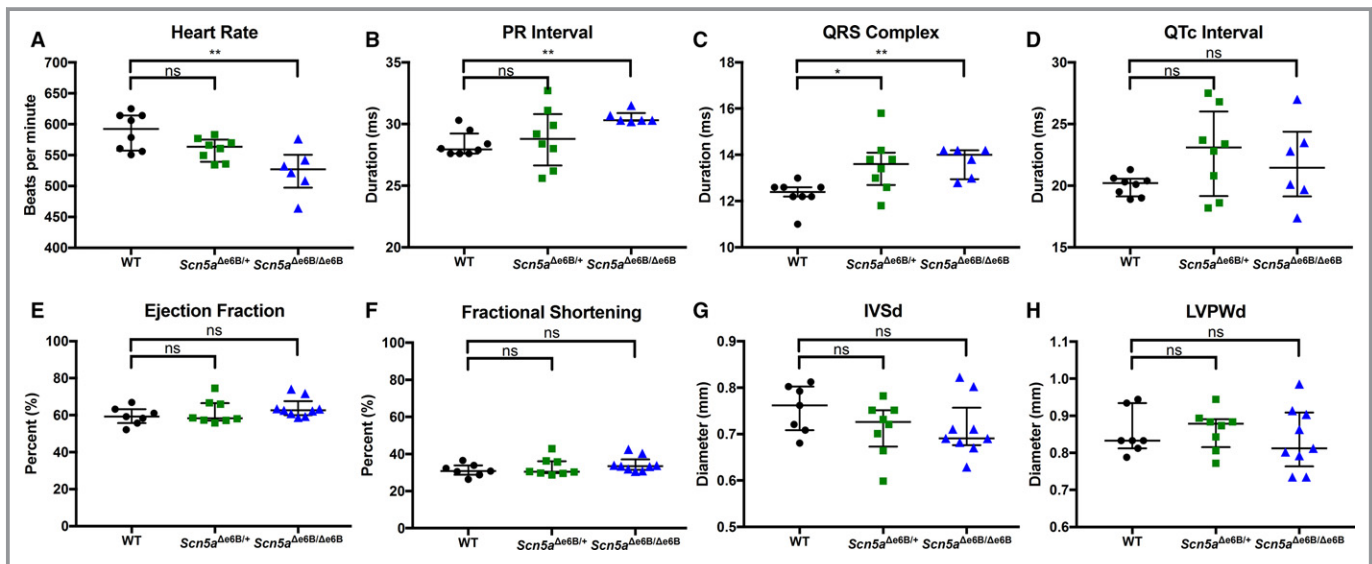 A
Heart Rate
Beats per minute
700
650
600
550
500
450
400
**
ns
WT
Scn5aΔe6B/+
Scn5aΔe6B/Δe6B
B
PR Interval
Duration (ms)
35
30
25
20
**
ns
WT
Scn5aΔe6B/+
Scn5aΔe6B/Δe6B
C
QRS Complex
Duration (ms)
18
16
14
12
10
**
*
WT
Scn5aΔe6B/+
Scn5aΔe6B/Δe6B
D
QTc Interval
Duration (ms)
30
25
20
15
ns
ns
WT
Scn5aΔe6B/+
Scn5aΔe6B/Δe6B
E
Ejection Fraction
Percent (%)
100
80
60
40
20
0
ns
ns
WT
Scn5aΔe6B/+
Scn5aΔe6B/Δe6B
F
Fractional Shortening
Percent (%)
100
80
60
40
20
0
ns
ns
WT
Scn5aΔe6B/+
Scn5aΔe6B/Δe6B
G
IVSd
Diameter (mm)
0.9
0.8
0.7
0.6
0.5
ns
ns
WT
Scn5aΔe6B/+
Scn5aΔe6B/Δe6B
H
LVPWd
Diameter (mm)
1.1
1.0
0.9
0.8
0.7
0.6
ns
ns
WT
Scn5aΔe6B/+
Scn5aΔe6B/Δe6B